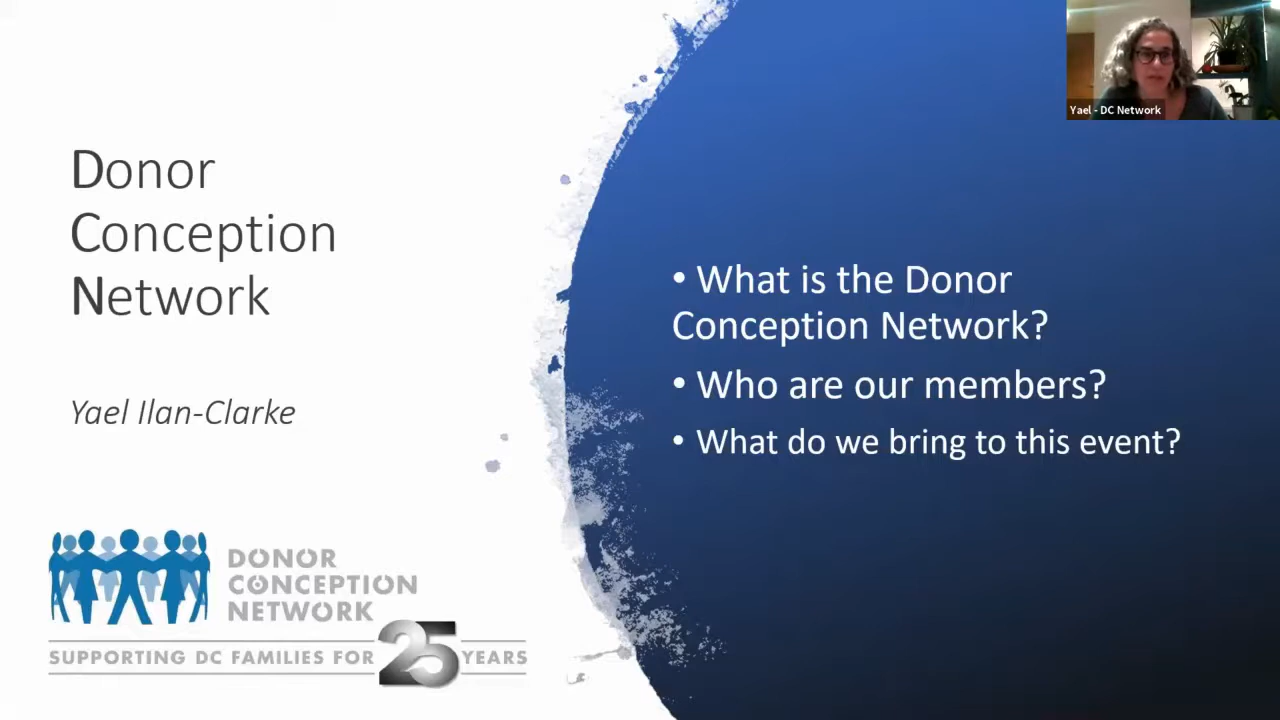 Donor
Conception
Network
Yael Ilan-Clarke
DONOR
CONCEPTION
NETWORK
SUPPORTING DC FAMILIES FOR 25 YEARS
• What is the Donor
Conception Network?
• Who are our members?
• What do we bring to this event?
Yael - DC Network